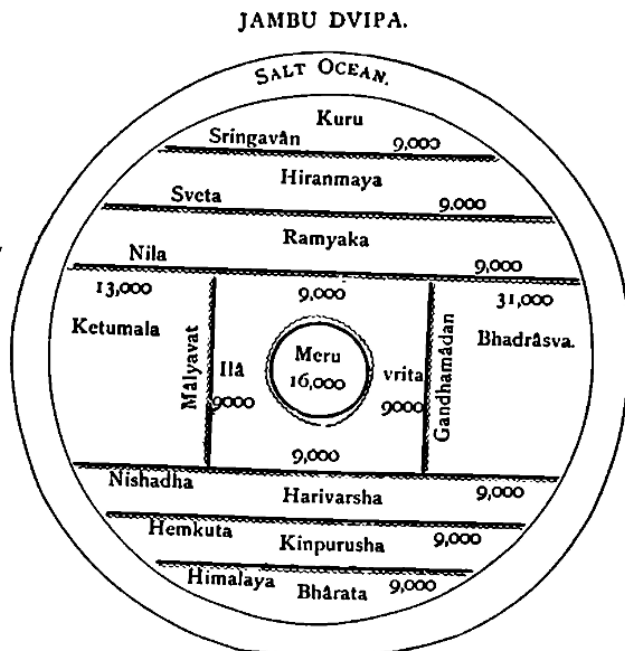 JAMBU DVIPA.
SALT OCEAN.
Kuru
Sringavân 9,000
Hiranmaya
Sveta 9.000
Ramyaka
Nila 9,000
13,000 9,000 31,000
Ketumala Bhadrâsva.
Mâlyavat
Ilâ Meru vrita
9000 16,000 9000
Gandhamâdan
9,000
Nishadha Harivarsha 9,000
Hemkuta Kinpurusha 9,000
Himalaya Bhârata 9,000